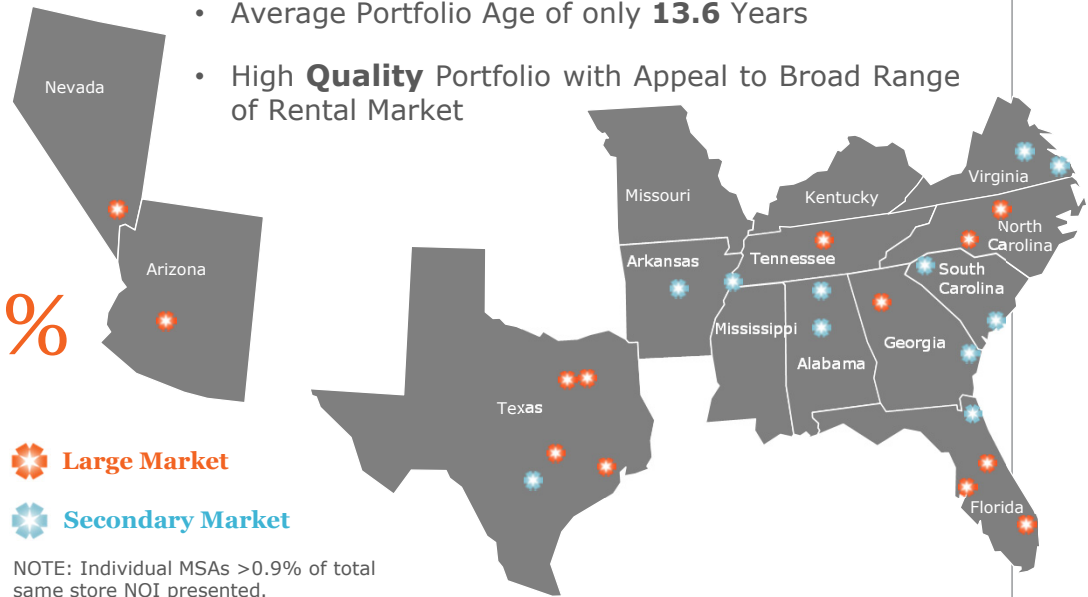 • Average Portfolio Age of only 13.6 Years
• High Quality Portfolio with Appeal to Broad Range
of Rental Market
Nevada
Arizona
%
Texas
Missouri
Arkansas
Kentucky
Tennessee
Mississippi
Alabama
Georgia
Virginia
North
Carolina
South
Carolina
Florida
Large Market
Secondary Market
NOTE: Individual MSAs >0.9% of total
same store NOI presented.